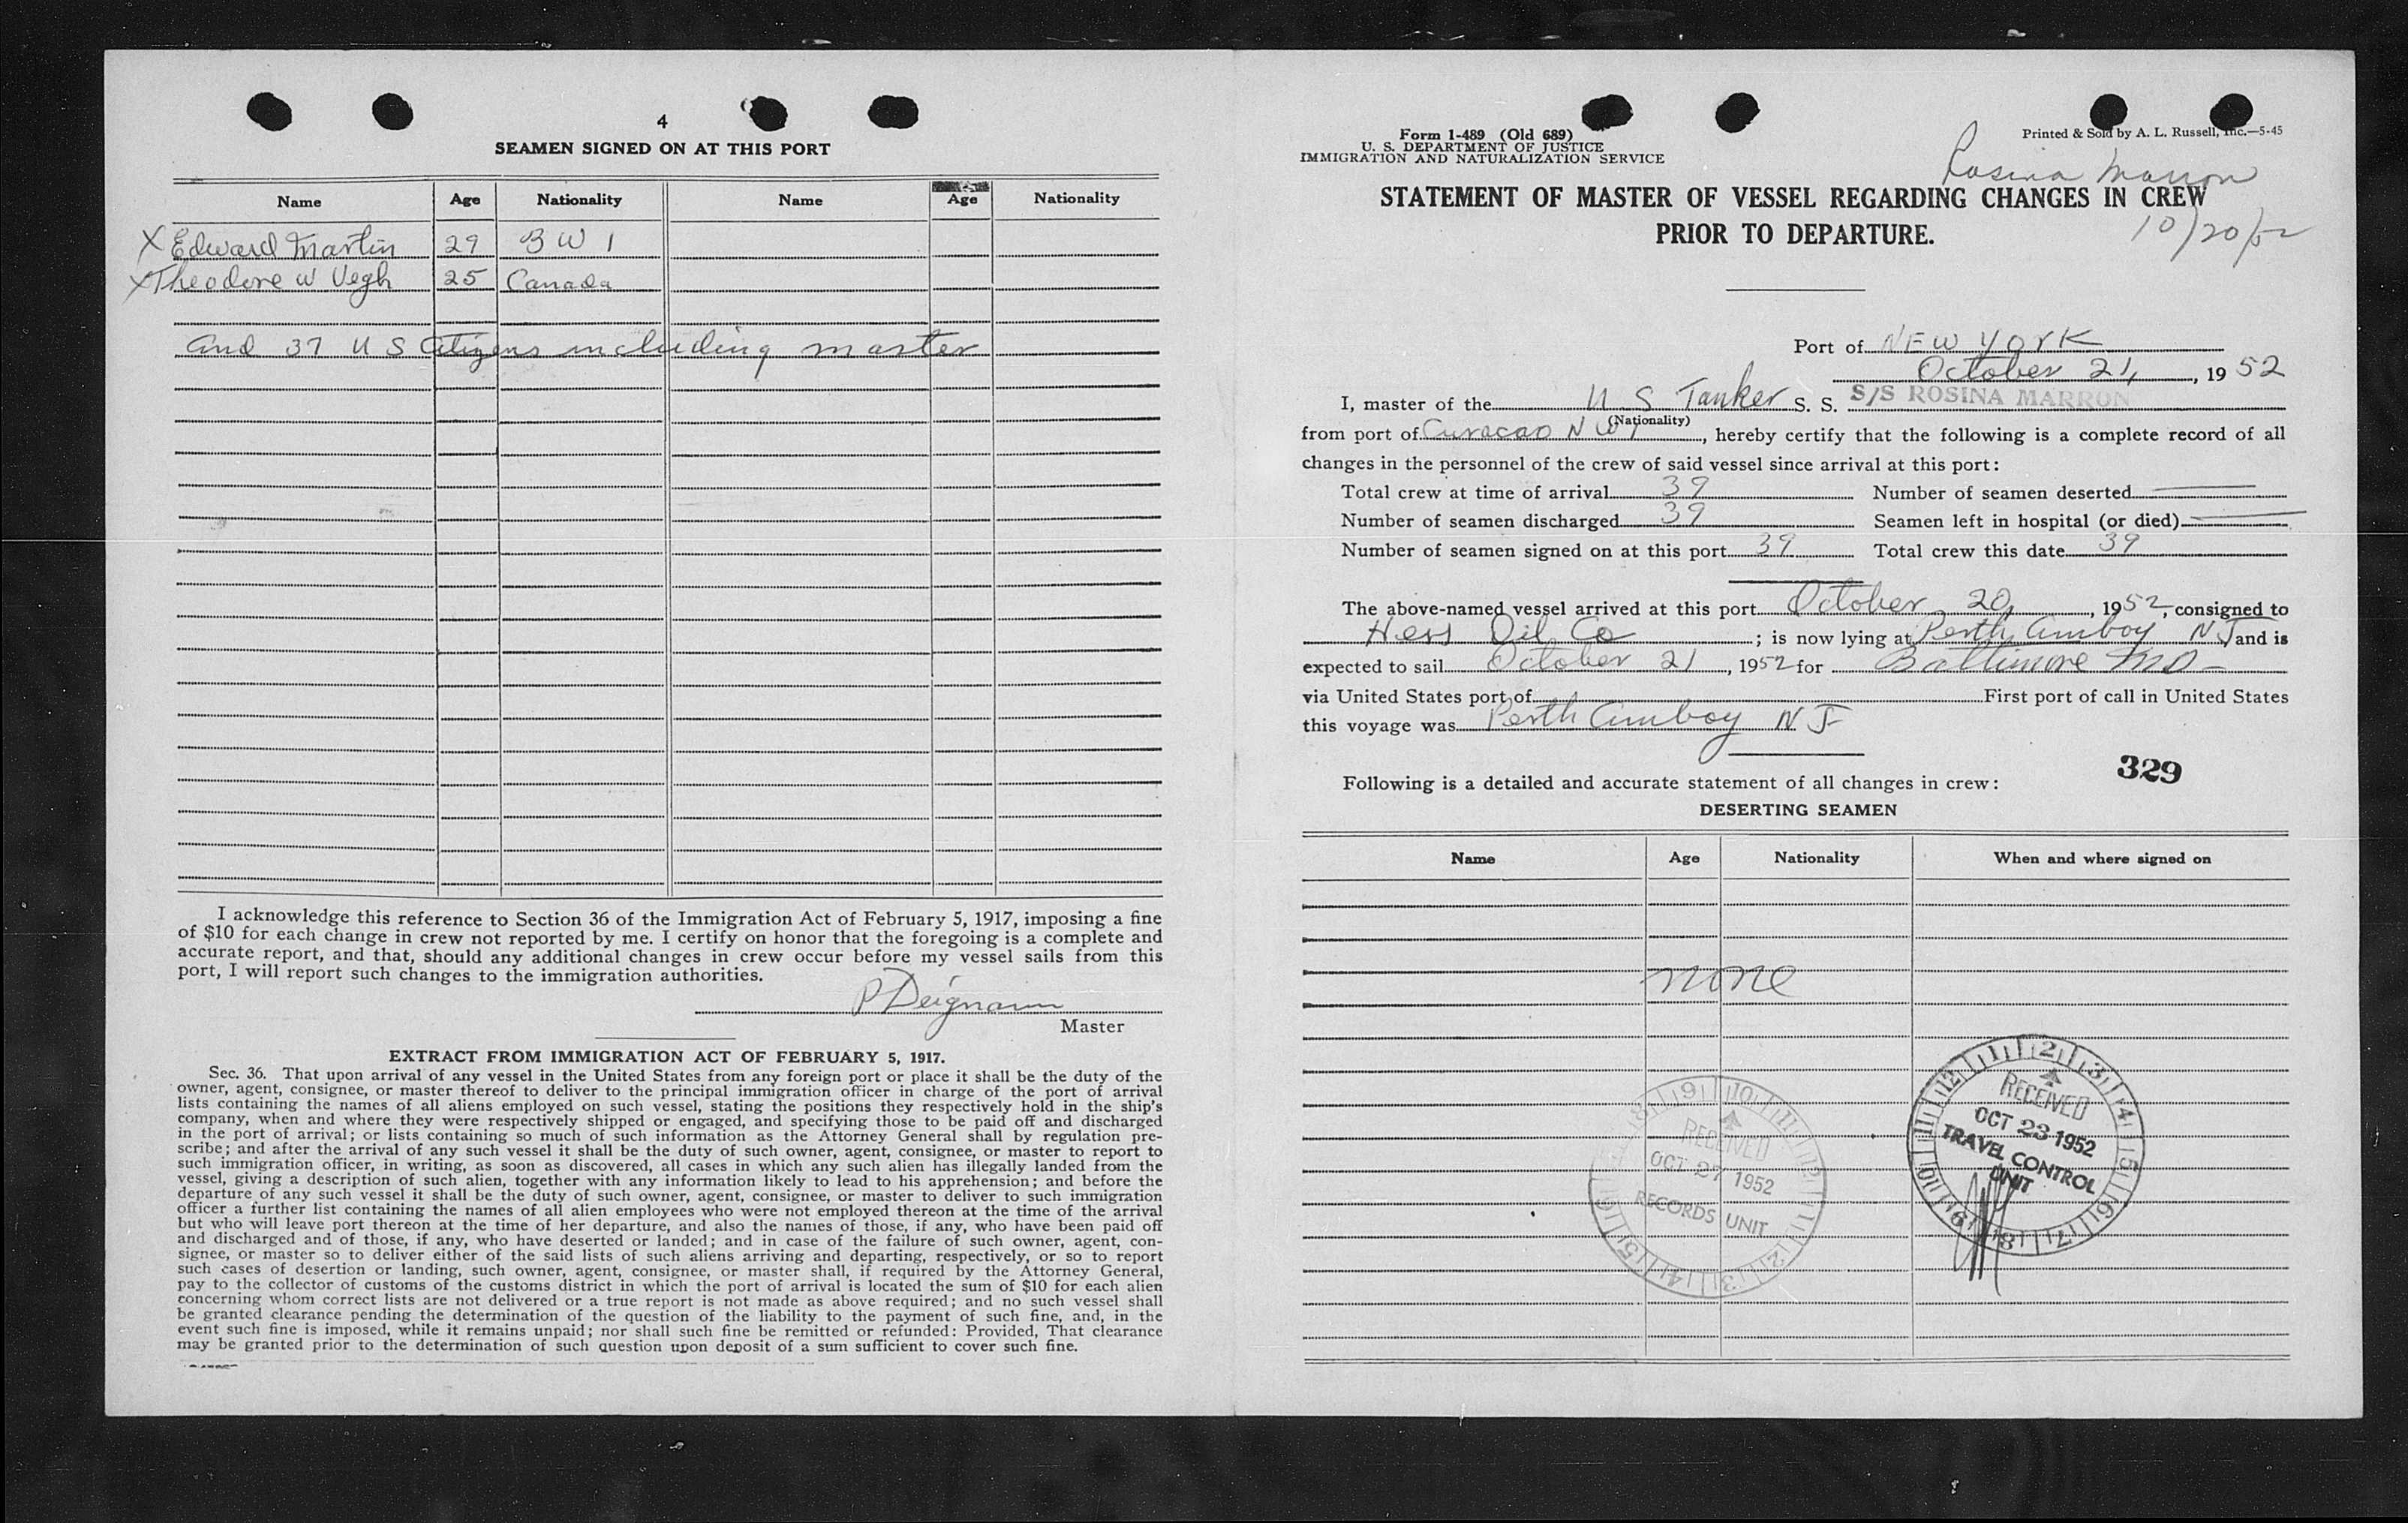 4
SEAMEN SIGNED ON AT THIS PORT
Name Age Nationality Name Age Nationality
X Edward Martin 29 B W I
X Theodore W Vegh 25 Canada
and 37 U S Citizens including master
I acknowledge this reference to Section 36 of the Immigration Act of February 5, 1917, imposing a fine
of $10 for each change in crew not reported by me. I certify on honor that the foregoing is a complete and
accurate report, and that, should any additional changes in crew occur before my vessel sails from this
port, I will report such changes to the immigration authorities.
P Deignann
Master
EXTRACT FROM IMMIGRATION ACT OF FEBRUARY 5, 1917.
Sec. 36. That upon arrival of any vessel in the United States from any foreign port or place it shall be the duty of the
owner, agent, consignee, or master thereof to deliver to the principal immigration officer in charge of the port of arrival
lists containing the names of all aliens employed on such vessel, stating the positions they respectively hold in the ship's
company, when and where they were respectively shipped or engaged, and specifying those to be paid off and discharged
in the port of arrival; or lists containing so much of such information as the Attorney General shall by regulation pre-
scribe; and after the arrival of any such vessel it shall be the duty of such owner, agent, consignee, or master to report to
such immigration officer, in writing, as soon as discovered, all cases in which any such alien has illegally landed from the
vessel, giving a description of such alien, together with any information likely to lead to his apprehension; and before the
departure of any such vessel it shall be the duty of such owner, agent, consignee, or master to deliver to such immigration
officer a further list containing the names of all alien employees who were not employed thereon at the time of the arrival
but who will leave port thereon at the time of her departure, and also the names of those, if any, who have been paid off
and discharged and of those, if any, who have deserted or landed; and in case of the failure of such owner, agent, con-
signee, or master so to deliver either of the said lists of such aliens arriving and departing, respectively, or so to report
such cases of desertion or landing, such owner, agent, consignee, or master shall, if required by the Attorney General,
pay to the collector of customs of the customs district in which the port of arrival is located the sum of $10 for each alien
concerning whom correct lists are not delivered or a true report is not made as above required; and no such vessel shall
be granted clearance pending the determination of the question of the liability to the payment of such fine, and, in the
event such fine is imposed, while it remains unpaid; nor shall such fine be remitted or refunded: Provided, That clearance
may be granted prior to the determination of such question upon deposit of a sum sufficient to cover such fine.
Form 1-489 (Old 689)
U. S. DEPARTMENT OF JUSTICE
IMMIGRATION AND NATURALIZATION SERVICE
Printed & Sold by A. L. Russell, Inc.—5-45
Rosina Marron
STATEMENT OF MASTER OF VESSEL REGARDING CHANGES IN CREW
PRIOR TO DEPARTURE.
10/20/52
Port of NEW YORK
October 21, 1952
I, master of the U S Tanker S. S. S/S ROSINA MARRON
(Nationality)
from port of Curacao N W I, hereby certify that the following is a complete record of all
changes in the personnel of the crew of said vessel since arrival at this port:
Total crew at time of arrival 39 Number of seamen deserted —
Number of seamen discharged 39 Seamen left in hospital (or died) —
Number of seamen signed on at this port 39 Total crew this date 39
The above-named vessel arrived at this port October 20, 1952, consigned to
Hess Oil Co; is now lying at Perth Amboy N J and is
expected to sail October 21, 1952 for Baltimore MD -
via United States port of First port of call in United States
this voyage was Perth Amboy N J
329
Following is a detailed and accurate statement of all changes in crew:
DESERTING SEAMEN
Name Age Nationality When and where signed on
none
RECEIVED
OCT 27 1952
RECORDS UNIT
9 10 11 12 1 2 3 4 5 6 7 8
RECEIVED
OCT 23 1952
TRAVEL CONTROL
UNIT
12 1 2 3 4 5 6 7 8 9 10 11